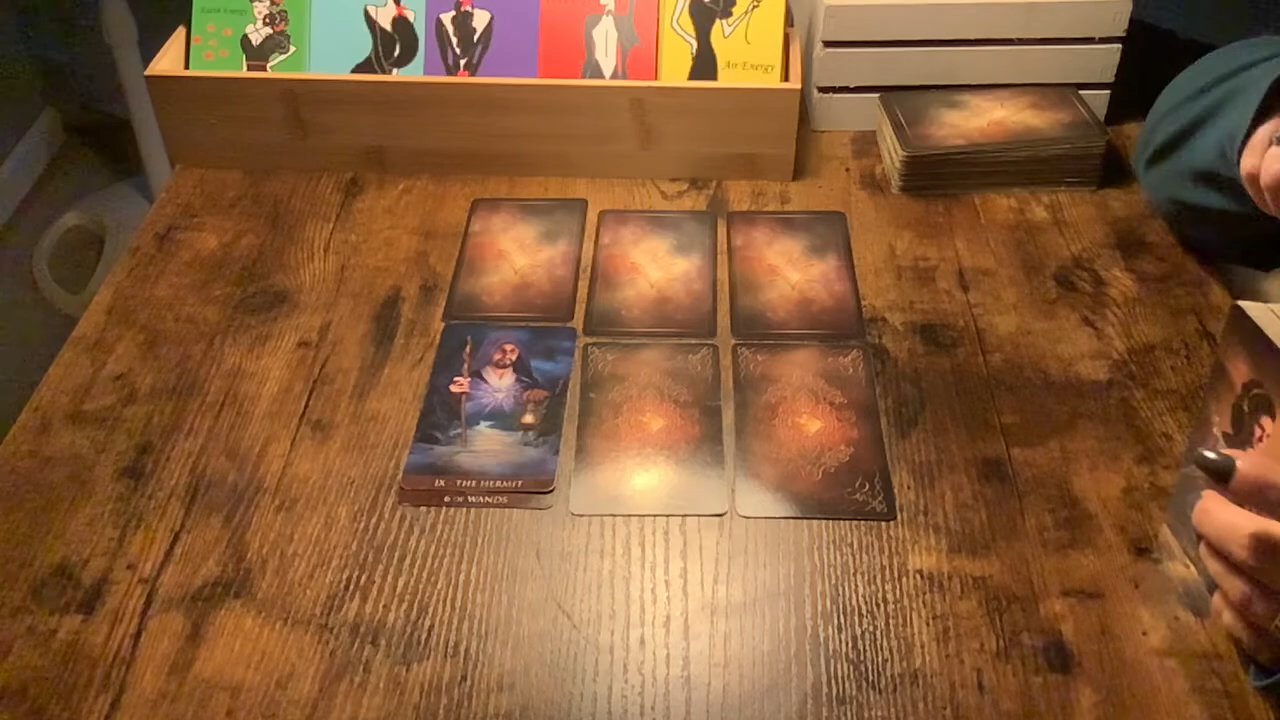 Earth Energy
Air Energy
IX - THE HERMIT
6 OF WANDS